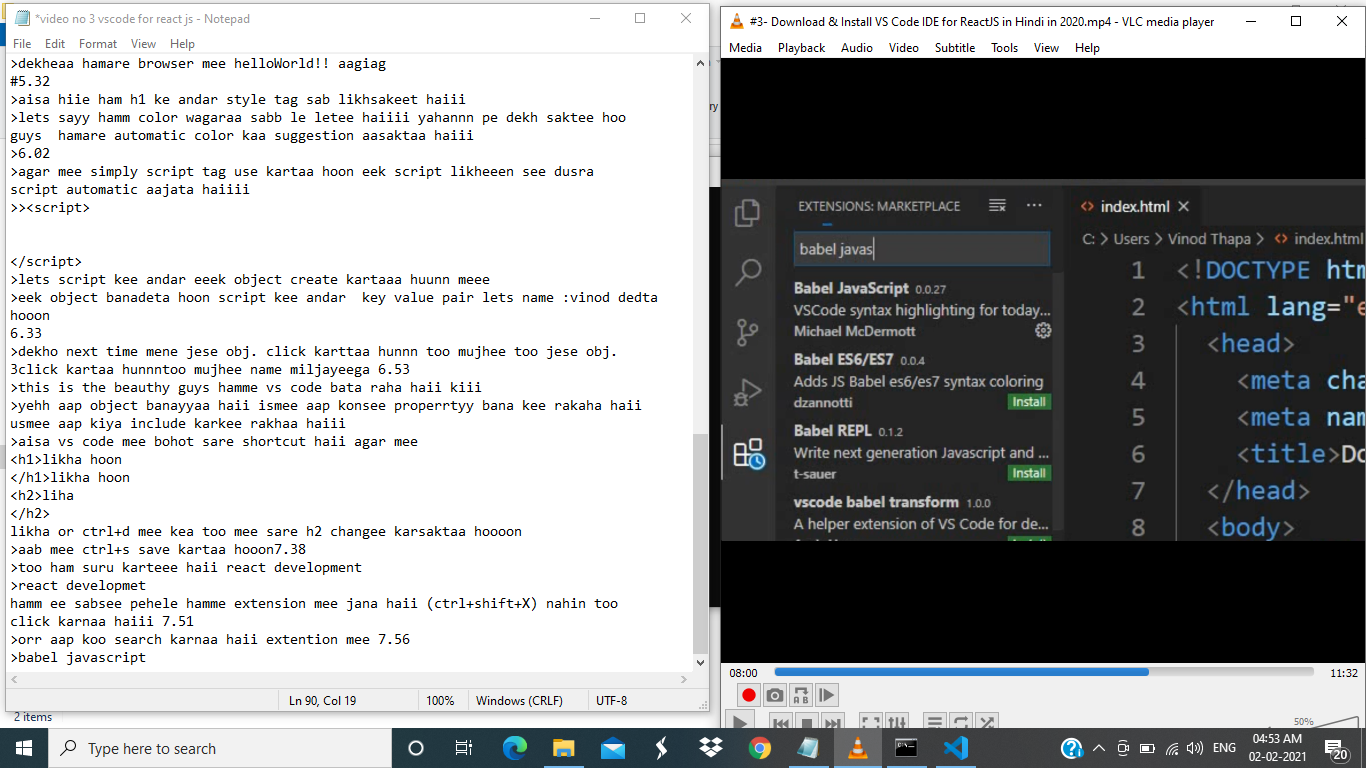 *video no 3 vscode for react js - Notepad
File Edit Format View Help
>dekheaa hamare browser mee helloWorld!! aagiag
#5.32
>aisa hiie ham h1 ke andar style tag sab likhsakeet haiii
>lets sayy hamm color wagaraa sabb le letee haiiii yahannn pe dekh saktee hoo
guys  hamare automatic color kaa suggestion aasaktaa haiii
>6.02
>agar mee simply script tag use kartaa hoon eek script likheeen see dusra
script automatic aajata haiiii
>><script>
</script>
>lets script kee andar eeek object create kartaaa huunn meee
>eek object banadeta hoon script kee andar  key value pair lets name :vinod dedta
hooon
6.33
>dekho next time mene jese obj. click karttaa hunnn too mujhee too jese obj.
3click kartaa hunnntoo mujhee name miljayeega 6.53
>this is the beauthy guys hamme vs code bata raha haii kiii
>yehh aap object banayyaa haii ismee aap konsee properrtyy bana kee rakaha haii
usmee aap kiya include karkee rakhaa haiii
>aisa vs code mee bohot sare shortcut haii agar mee
<h1>likha hoon
</h1>likha hoon
<h2>liha
</h2>
likha or ctrl+d mee kea too mee sare h2 changee karsaktaa hoooon
>aab mee ctrl+s save kartaa hooon7.38
>too ham suru karteee haii react development
>react developmet
hamm ee sabsee pehele hamme extension mee jana haii (ctrl+shift+X) nahin too
click karnaa haiii 7.51
>orr aap koo search karnaa haii extention mee 7.56
>babel javascript
Ln 90, Col 19 100% Windows (CRLF) UTF-8
2 items
#3- Download & Install VS Code IDE for ReactJS in Hindi in 2020.mp4 - VLC media player
Media Playback Audio Video Subtitle Tools View Help
EXTENSIONS: MARKETPLACE
babel javas
Babel JavaScript 0.0.27
VSCode syntax highlighting for today...
Michael McDermott
Babel ES6/ES7 0.0.4
Adds JS Babel es6/es7 syntax coloring
dzannotti Install
Babel REPL 0.1.2
Write next generation Javascript and ...
t-sauer Install
vscode babel transform 1.0.0
A helper extension of VS Code for de...
index.html
C: > Users > Vinod Thapa > index.html
1 <!DOCTYPE htm
2 <html lang="e
3 <head>
4 <meta cha
5 <meta nam
6 <title>Do
7 </head>
8 <body>
08:00 11:32
50%
Type here to search
ENG
04:53 AM
02-02-2021
20